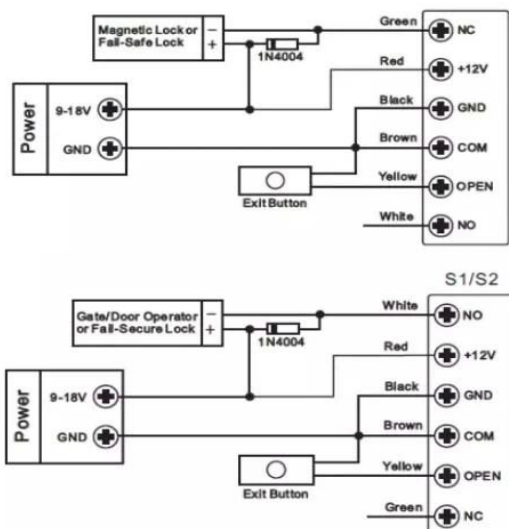 Green
NC
Magnetic Lock or
Fail-Safe Lock
−
+
1N4004
Red
+12V
Power
9-18V
Black
GND
GND
Brown
COM
Yellow
OPEN
Exit Button
White
NO
S1/S2
Gate/Door Operator
or Fail-Secure Lock
−
+
White
NO
1N4004
Red
+12V
Power
9-18V
Black
GND
GND
Brown
COM
Yellow
OPEN
Exit Button
Green
NC